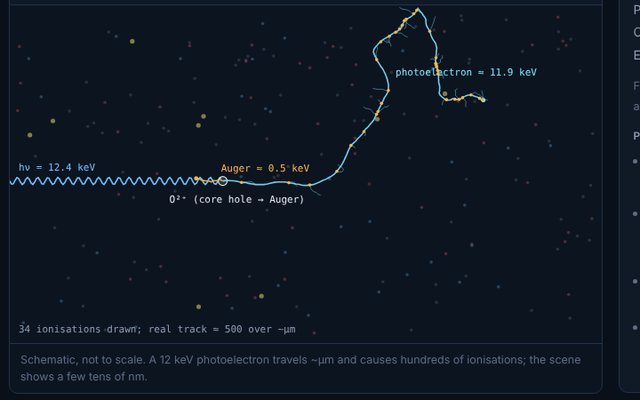 photoelectron ≈ 11.9 keV
hν = 12.4 keV
Auger ≈ 0.5 keV
O²⁺ (core hole → Auger)
34 ionisations drawn; real track ≈ 500 over ~μm
Schematic, not to scale. A 12 keV photoelectron travels ~μm and causes hundreds of ionisations; the scene
shows a few tens of nm.